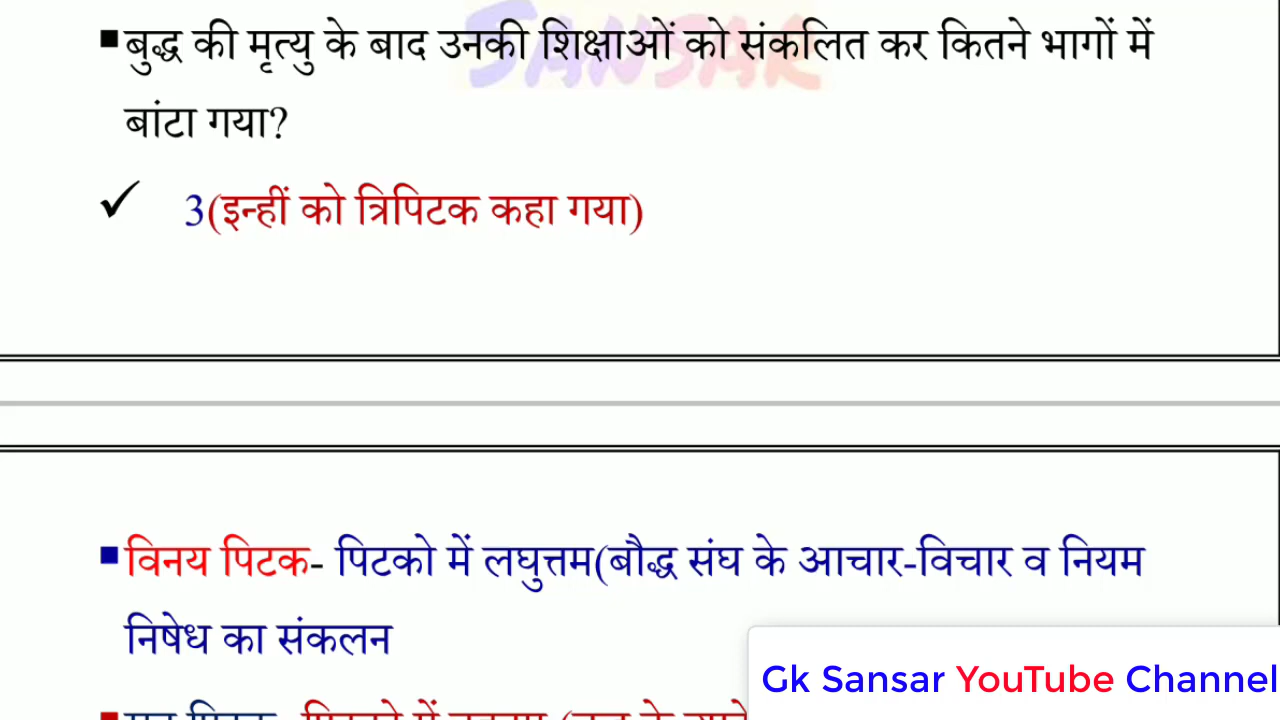 SANSAR
▪बुद्ध की मृत्यु के बाद उनकी शिक्षाओं को संकलित कर कितने भागों में
बांटा गया?
✓ 3(इन्हीं को त्रिपिटक कहा गया)
▪विनय पिटक- पिटको में लघुत्तम(बौद्ध संघ के आचार-विचार व नियम
निषेध का संकलन
Gk Sansar YouTube Channel